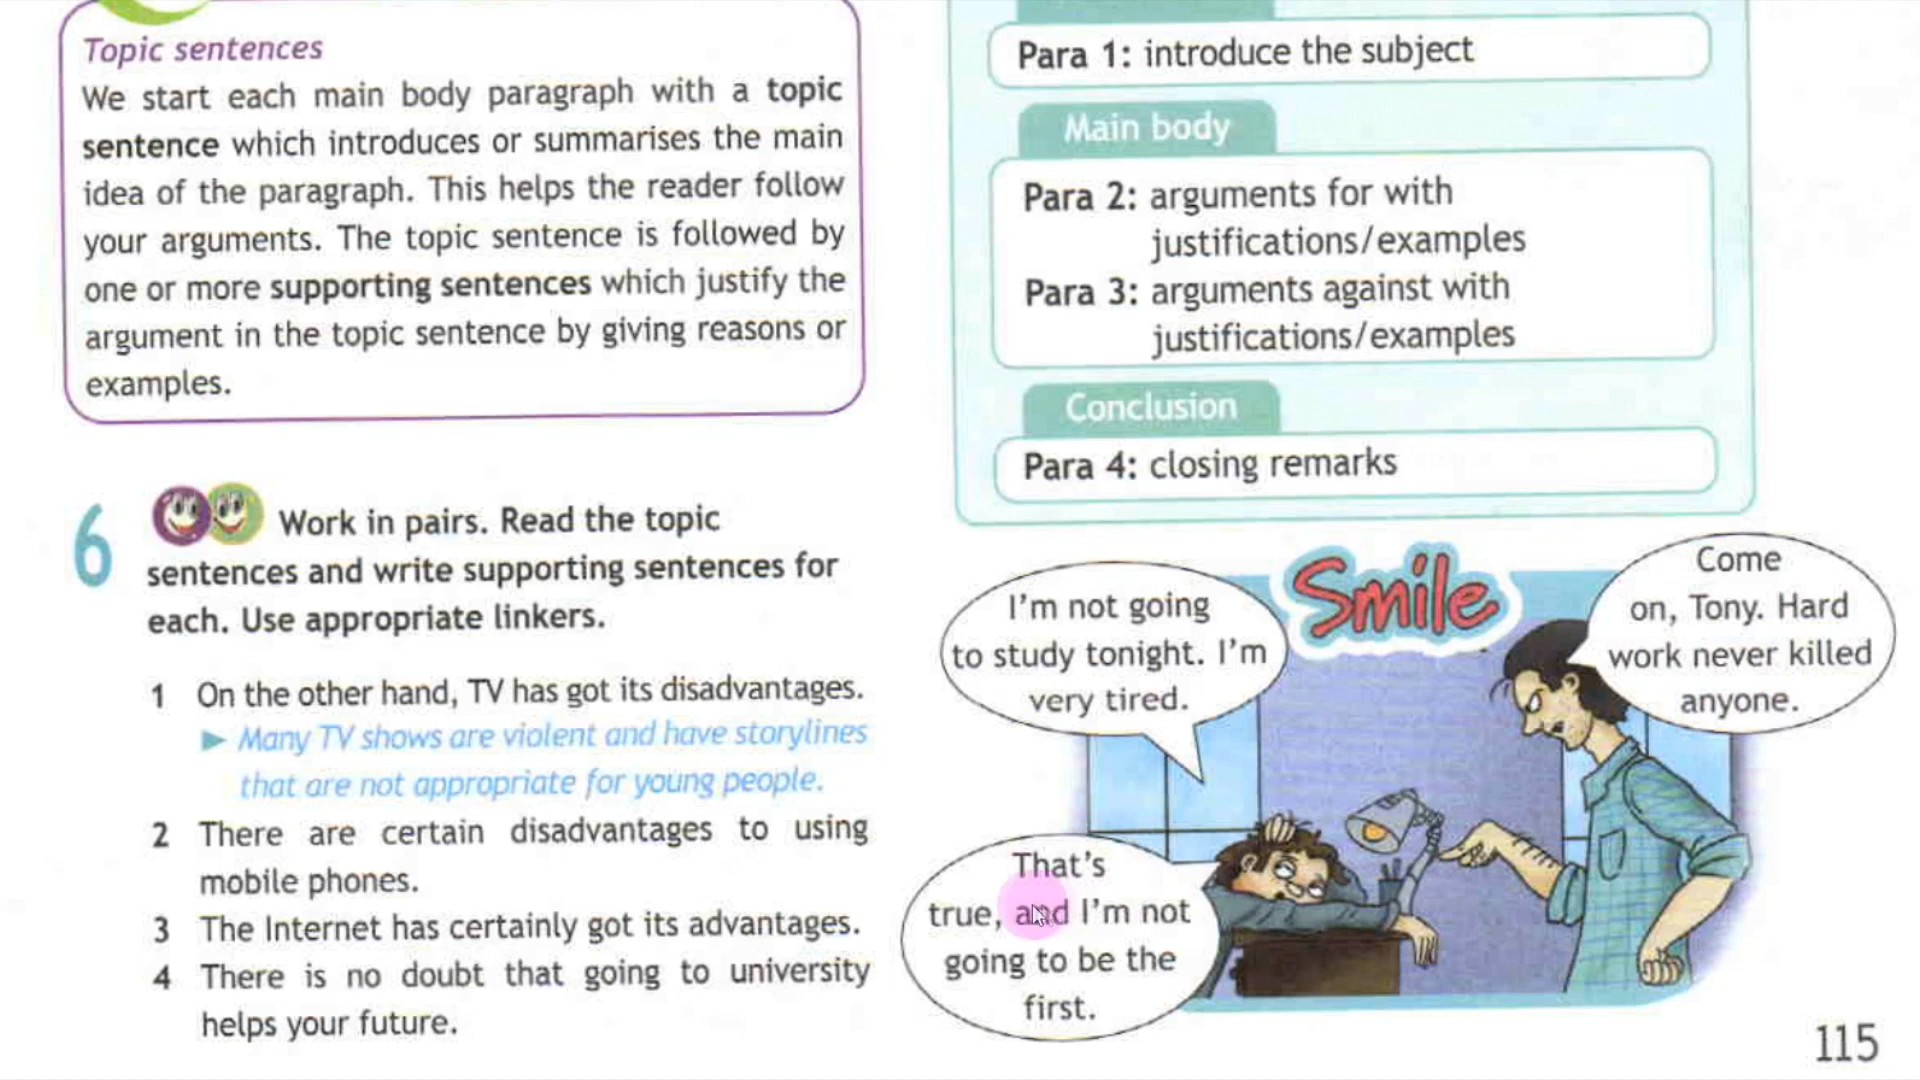 Topic sentences
We start each main body paragraph with a topic
sentence which introduces or summarises the main
idea of the paragraph. This helps the reader follow
your arguments. The topic sentence is followed by
one or more supporting sentences which justify the
argument in the topic sentence by giving reasons or
examples.
6 Work in pairs. Read the topic
sentences and write supporting sentences for
each. Use appropriate linkers.
1 On the other hand, TV has got its disadvantages.
► Many TV shows are violent and have storylines
that are not appropriate for young people.
2 There are certain disadvantages to using
mobile phones.
3 The Internet has certainly got its advantages.
4 There is no doubt that going to university
helps your future.
Para 1: introduce the subject
Main body
Para 2: arguments for with
justifications/examples
Para 3: arguments against with
justifications/examples
Conclusion
Para 4: closing remarks
Smile
I'm not going
to study tonight. I'm
very tired.
Come
on, Tony. Hard
work never killed
anyone.
That's
true, and I'm not
going to be the
first.
115